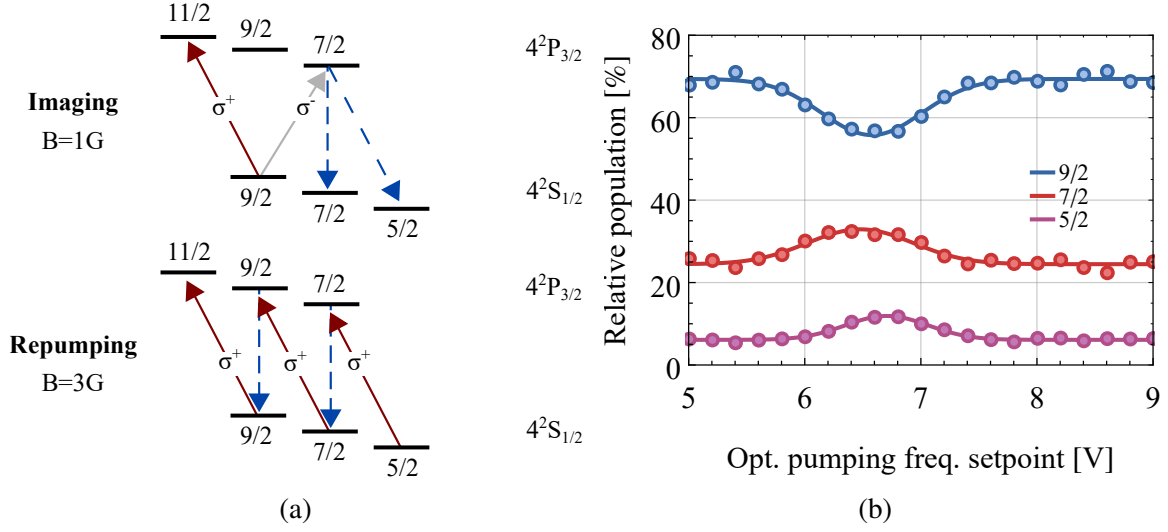 11/2
9/2
7/2
4²P3/2
Imaging
B=1G
σ⁺
σ⁻
9/2
7/2
5/2
4²S1/2
11/2
9/2
7/2
4²P3/2
Repumping
B=3G
σ⁺
σ⁺
σ⁺
9/2
7/2
5/2
4²S1/2
(a)
Relative population [%]
80
60
40
20
0
9/2
7/2
5/2
5 6 7 8 9
Opt. pumping freq. setpoint [V]
(b)